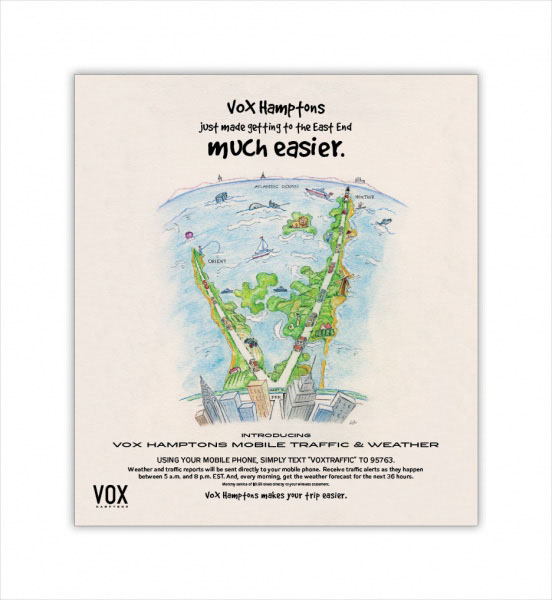 VOX Hamptons
just made getting to the East End
much easier.
ATLANTIC OCEAN
MONTAUK
ORIENT
INTRODUCING
VOX HAMPTONS MOBILE TRAFFIC & WEATHER
USING YOUR MOBILE PHONE, SIMPLY TEXT "VOXTRAFFIC" TO 95763.
Weather and traffic reports will be sent directly to your mobile phone. Receive traffic alerts as they happen
between 5 a.m. and 8 p.m. EST. And, every morning, get the weather forecast for the next 36 hours.
VOX Hamptons makes your trip easier.
VOX
HAMPTONS